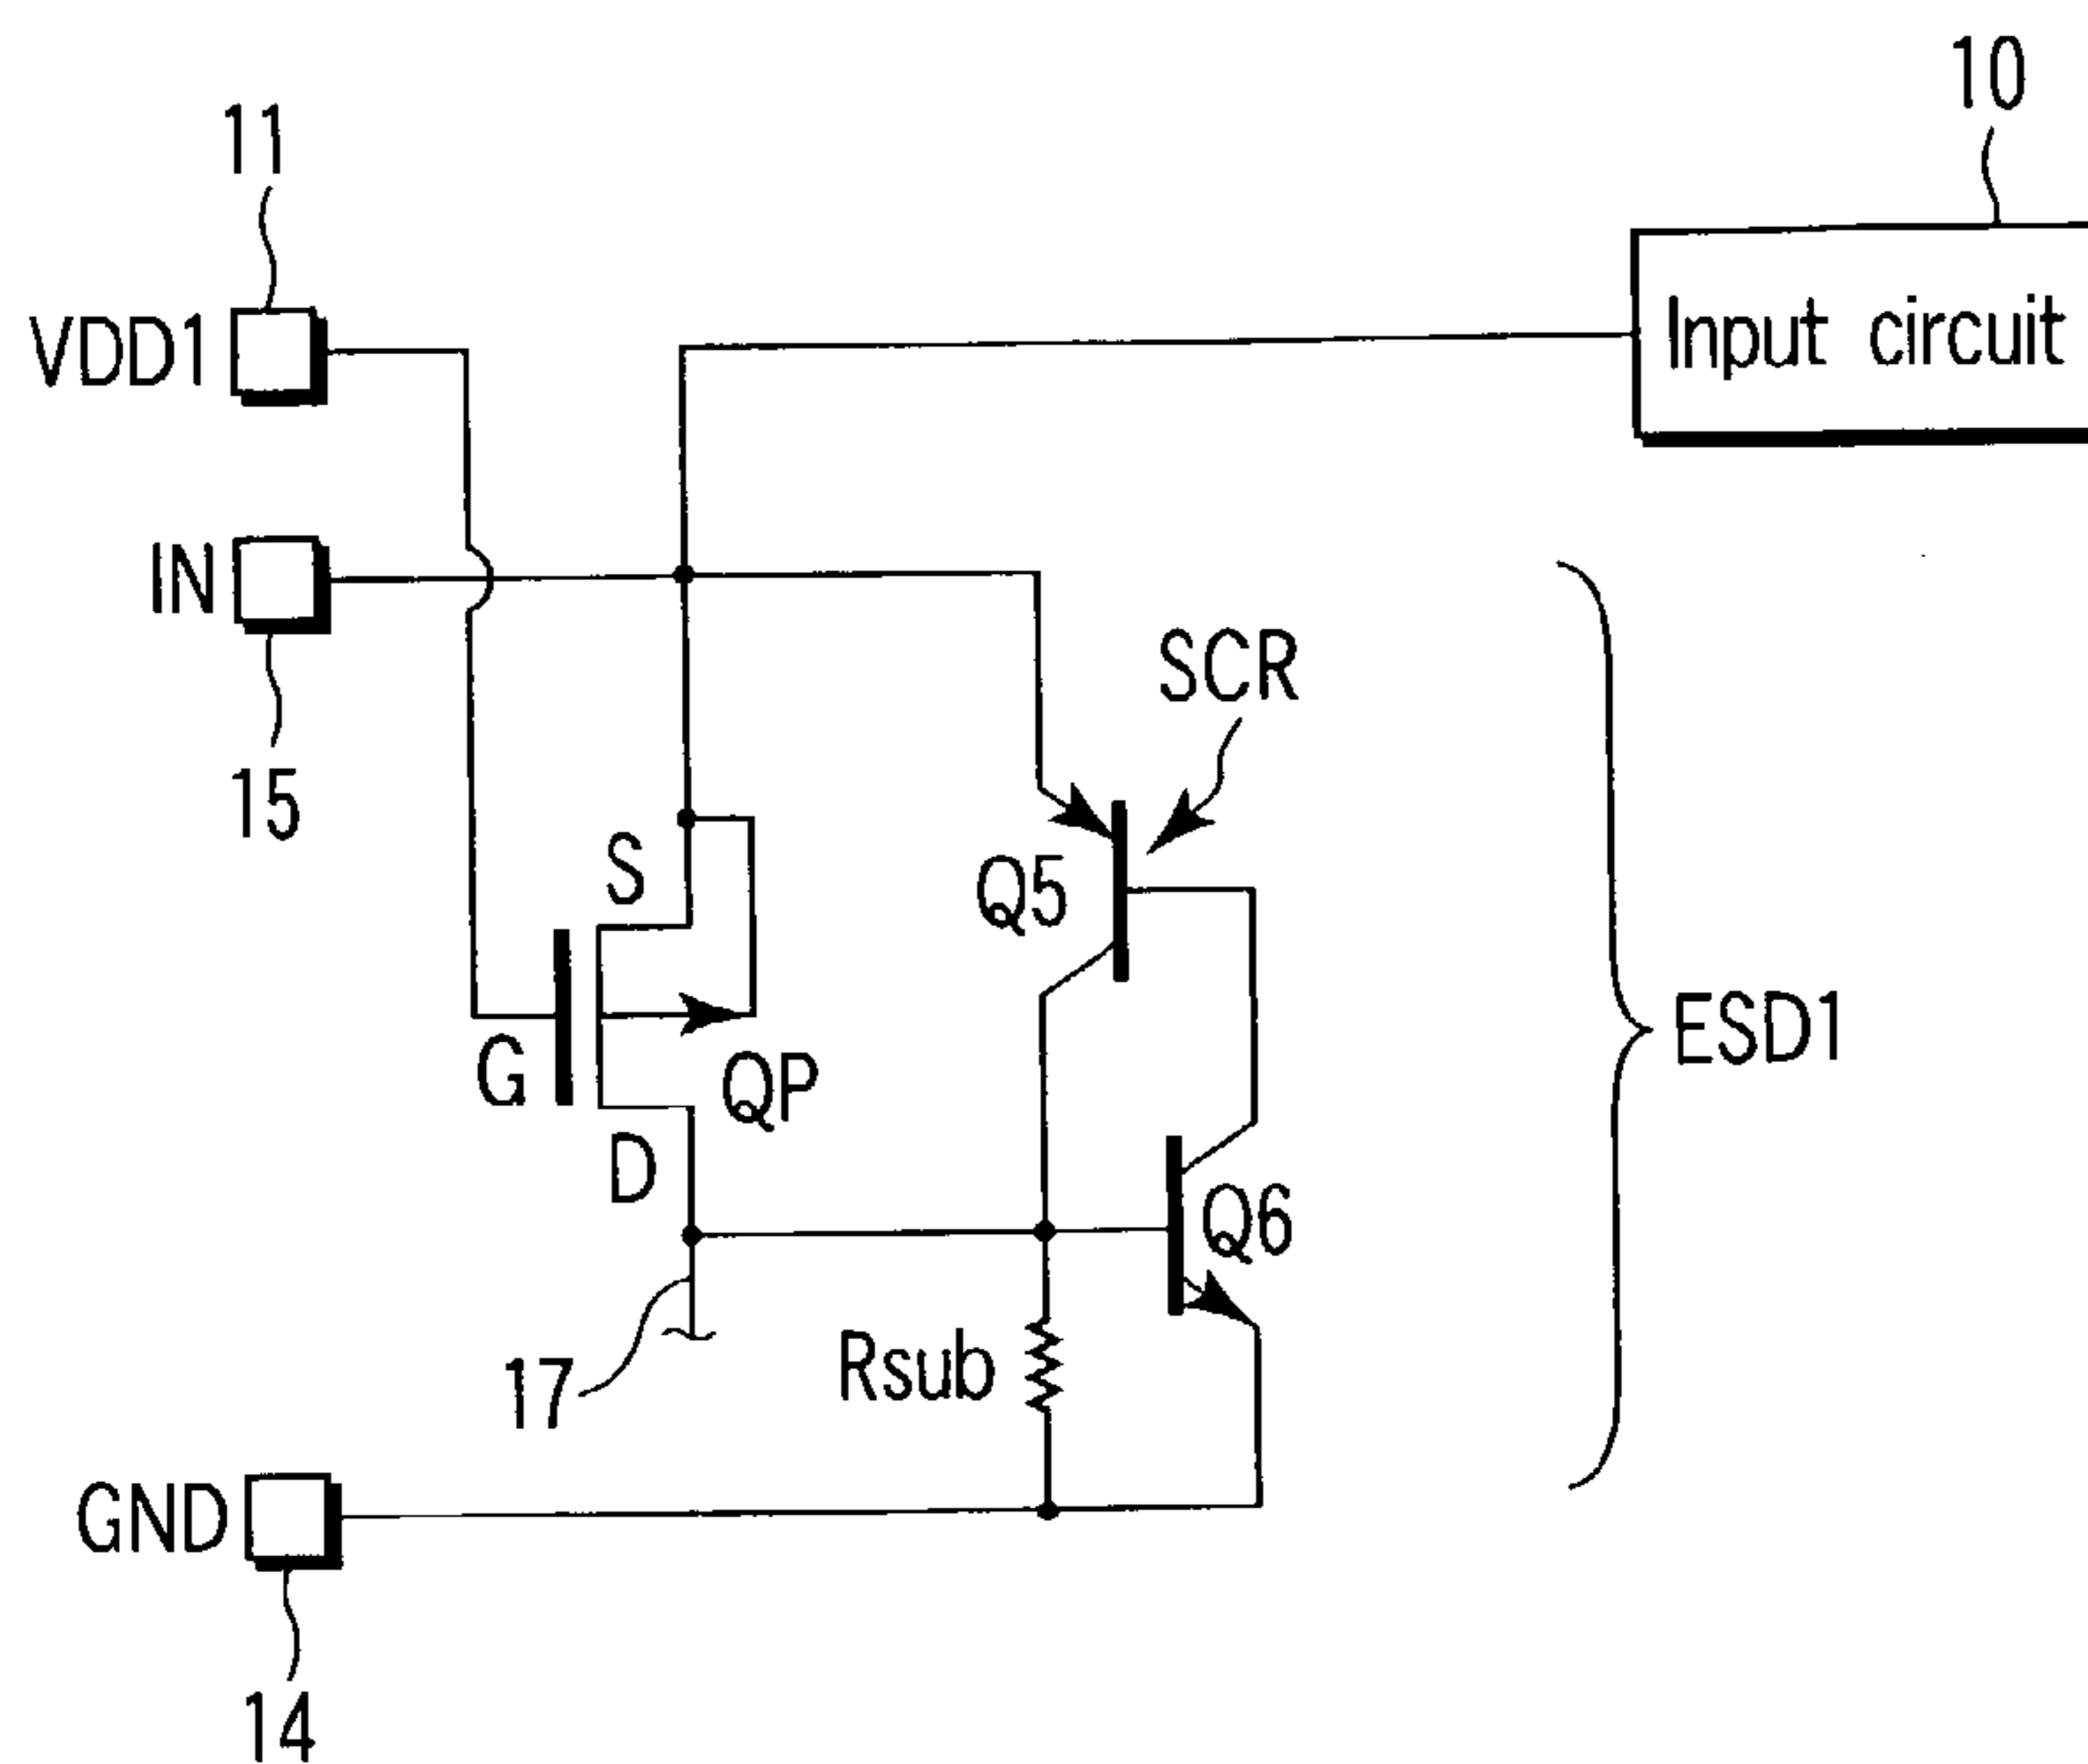 10
11
VDD1
Input circuit
IN
SCR
15
S
Q5
G
QP
ESD1
D
Q6
17
Rsub
GND
14